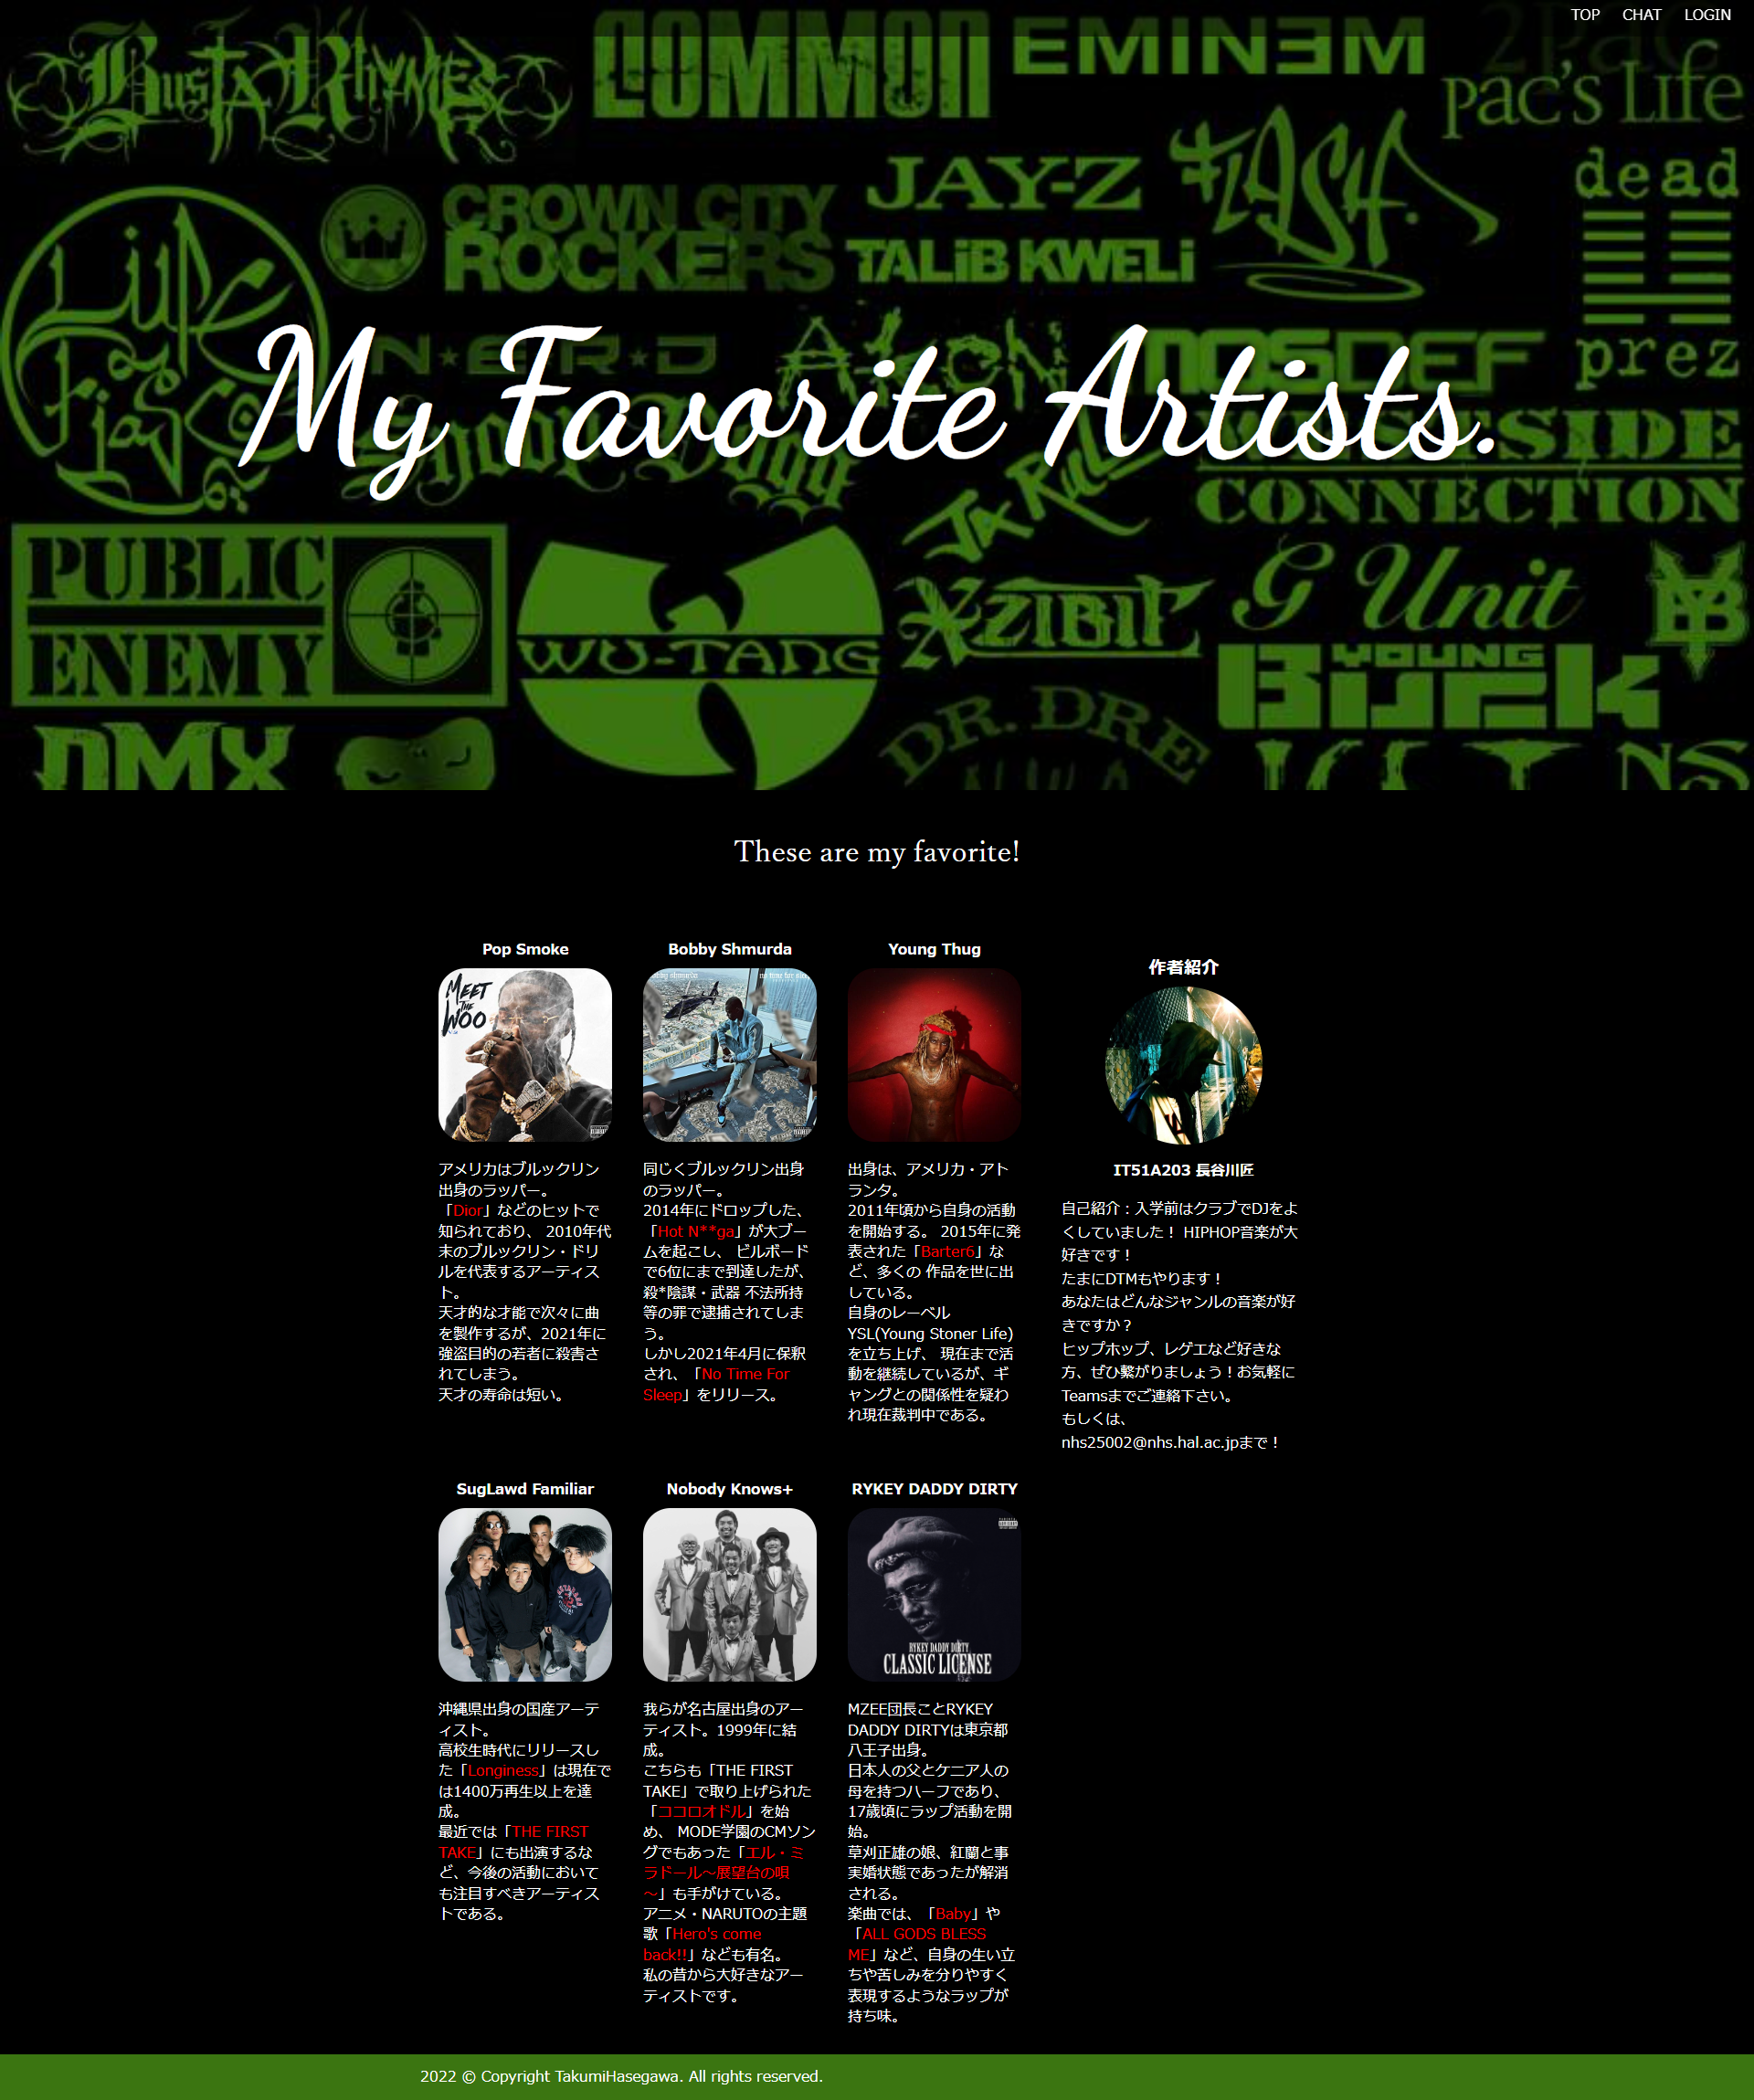 TOP CHAT LOGIN
BUSTA RHYMES
COMMON
EMINEM
2Pac
pac's Life
FLASH.
JAY-Z
dead
CROWN CITY
ROCKERS
TALiB KWELi
LUPE
FiASCO
N★E★R★D
AKON
MOSDEF
prez
My Favorite Artists.
SIDE
CONNECTION
Snoop Dogg
JA RULE
PUBLIC
ENEMY
WU-TANG
XZIBIT
G Unit
YB
YOUNG
BUCK
DR. DRE
DMX
These are my favorite!
Pop Smoke
MEET
THE
WOO
アメリカはブルックリン
出身のラッパー。
「Dior」などのヒットで
知られており、 2010年代
末のブルックリン・ドリ
ルを代表するアーティス
ト。
天才的な才能で次々に曲
を製作するが、2021年に
強盗目的の若者に殺害さ
れてしまう。
天才の寿命は短い。
Bobby Shmurda
bobby shmurda
no time for sleep
同じくブルックリン出身
のラッパー。
2014年にドロップした、
「Hot N**ga」が大ブー
ムを起こし、 ビルボード
で6位にまで到達したが、
殺*陰謀・武器 不法所持
等の罪で逮捕されてしま
う。
しかし2021年4月に保釈
され、「No Time For
Sleep」をリリース。
Young Thug
出身は、アメリカ・アト
ランタ。
2011年頃から自身の活動
を開始する。 2015年に発
表された「Barter6」な
ど、多くの 作品を世に出
している。
自身のレーベル
YSL(Young Stoner Life)
を立ち上げ、 現在まで活
動を継続しているが、ギ
ャングとの関係性を疑わ
れ現在裁判中である。
作者紹介
IT51A203 長谷川匠
自己紹介：入学前はクラブでDJをよ
くしていました！ HIPHOP音楽が大
好きです！
たまにDTMもやります！
あなたはどんなジャンルの音楽が好
きですか？
ヒップホップ、レゲエなど好きな
方、ぜひ繋がりましょう！お気軽に
Teamsまでご連絡下さい。
もしくは、
nhs25002@nhs.hal.ac.jpまで！
SugLawd Familiar
沖縄県出身の国産アーテ
ィスト。
高校生時代にリリースし
た「Longiness」は現在で
は1400万再生以上を達
成。
最近では「THE FIRST
TAKE」にも出演するな
ど、今後の活動において
も注目すべきアーティス
トである。
Nobody Knows+
我らが名古屋出身のアー
ティスト。1999年に結
成。
こちらも「THE FIRST
TAKE」で取り上げられた
「ココロオドル」を始
め、 MODE学園のCMソン
グでもあった「エル・ミ
ラドール～展望台の唄
～」も手がけている。
アニメ・NARUTOの主題
歌「Hero's come
back!!」なども有名。
私の昔から大好きなアー
ティストです。
RYKEY DADDY DIRTY
RYKEY DADDY DIRTY
CLASSIC LICENSE
MZEE団長ことRYKEY
DADDY DIRTYは東京都
八王子出身。
日本人の父とケニア人の
母を持つハーフであり、
17歳頃にラップ活動を開
始。
草刈正雄の娘、紅蘭と事
実婚状態であったが解消
される。
楽曲では、「Baby」や
「ALL GODS BLESS
ME」など、自身の生い立
ちや苦しみを分りやすく
表現するようなラップが
持ち味。
2022 © Copyright TakumiHasegawa. All rights reserved.